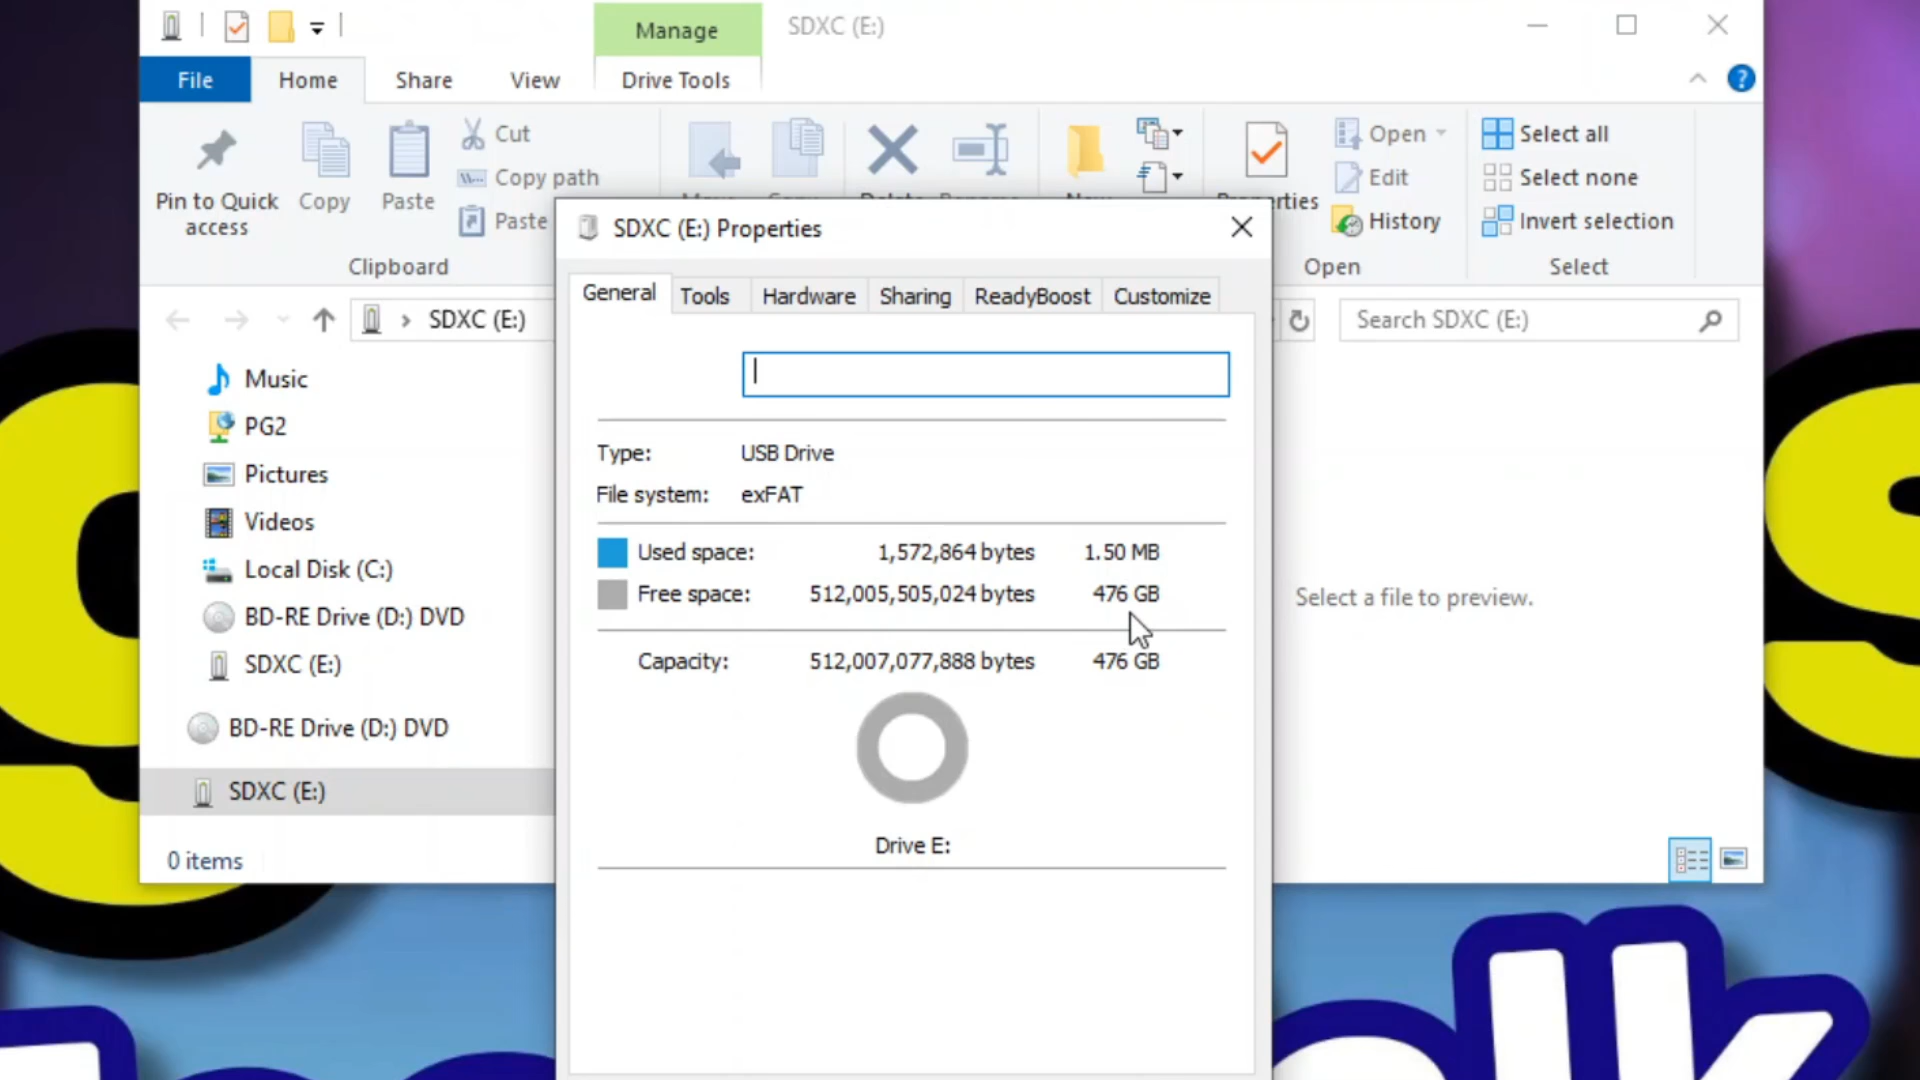 Manage
SDXC (E:)
File
Home
Share
View
Drive Tools
Pin to Quick access
Copy
Paste
Cut
Copy path
Paste
Properties
Open
Edit
History
Select all
Select none
Invert selection
Clipboard
Open
Select
SDXC (E:)
Search SDXC (E:)
Music
PG2
Pictures
Videos
Local Disk (C:)
BD-RE Drive (D:) DVD
SDXC (E:)
BD-RE Drive (D:) DVD
SDXC (E:)
0 items
Select a file to preview.
SDXC (E:) Properties
General
Tools
Hardware
Sharing
ReadyBoost
Customize
Type: USB Drive
File system: exFAT
Used space: 1,572,864 bytes 1.50 MB
Free space: 512,005,505,024 bytes 476 GB
Capacity: 512,007,077,888 bytes 476 GB
Drive E: